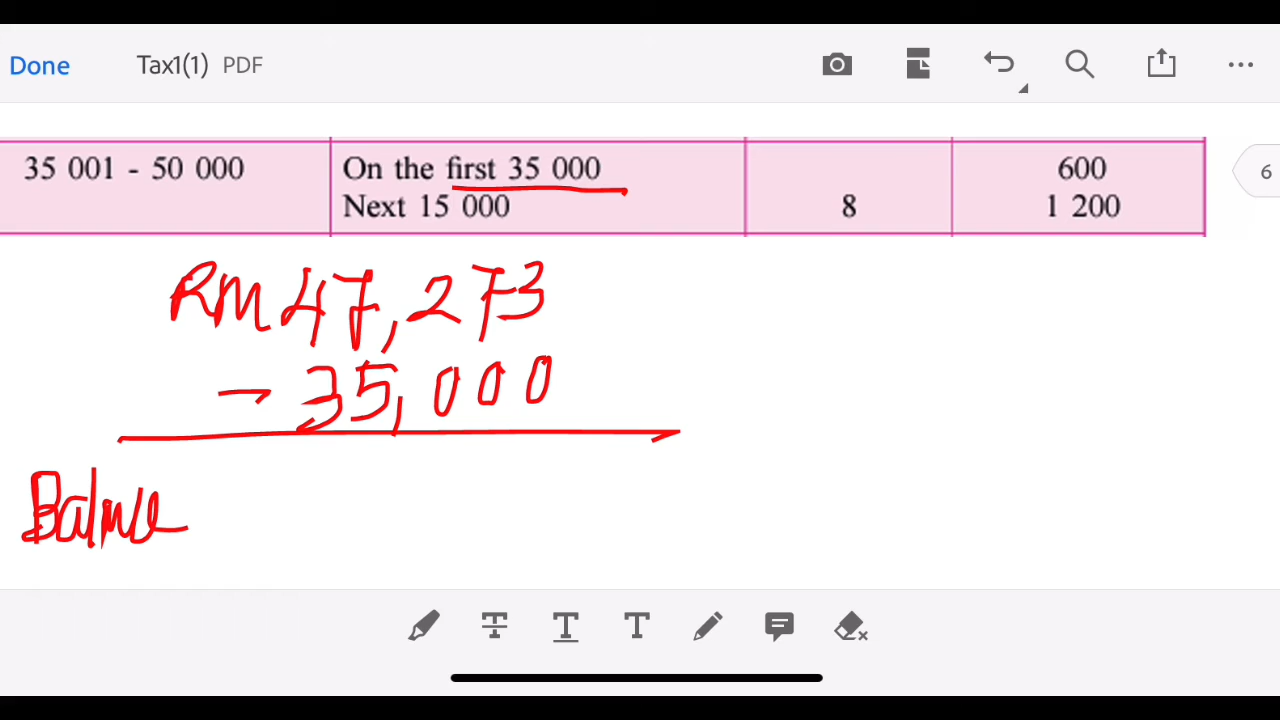 Done Tax1(1) PDF
35 001 - 50 000 On the first 35 000 600
Next 15 000 8 1 200
6
RM47,273
- 35,000
Balance
T T T